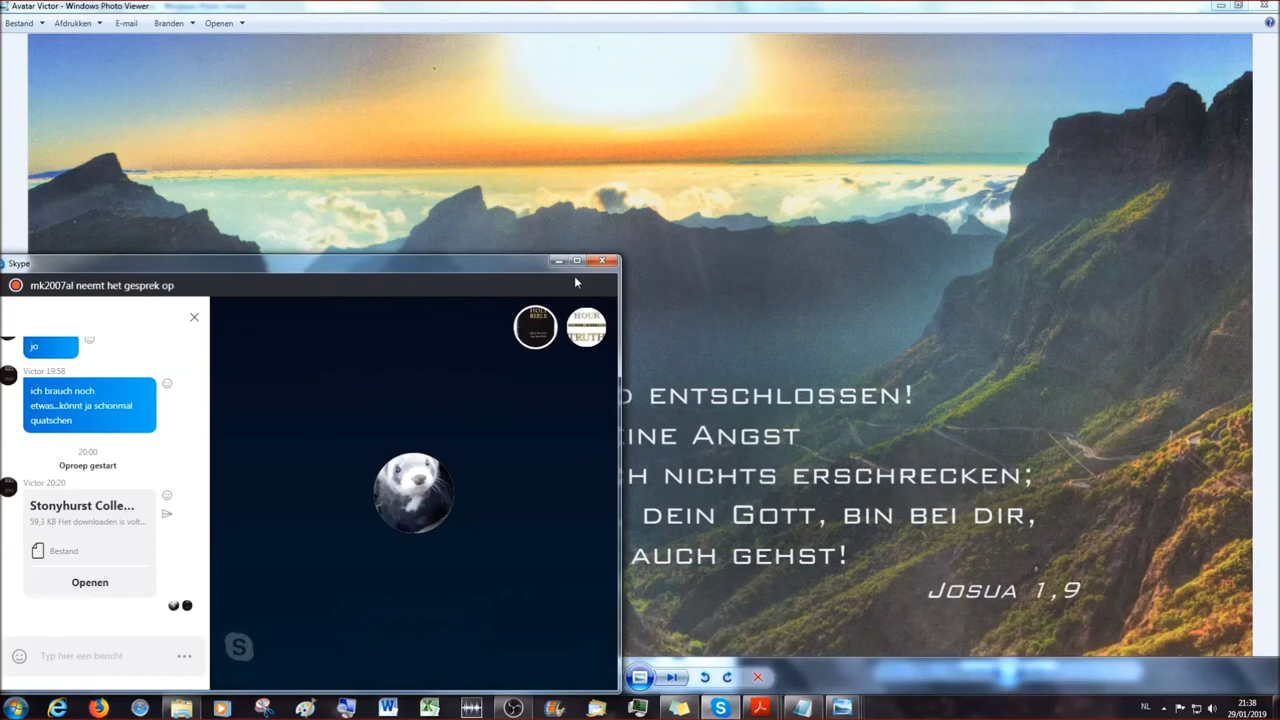 Avatar Victor - Windows Photo Viewer
Bestand Afdrukken E-mail Branden Openen
ENTSCHLOSSEN!
INE ANGST
CH NICHTS ERSCHRECKEN;
DEIN GOTT, BIN BEI DIR,
AUCH GEHST!
JOSUA 1,9
Skype
mk2007al neemt het gesprek op
HOLY
BIBLE
HOUR
TRUTH
jo
Victor 19:58
ich brauch noch
etwas...könnt ja schonmal
quatschen
20:00
Oproep gestart
Victor 20:20
Stonyhurst Colle...
59,3 KB Het downloaden is volt...
Bestand
Openen
Typ hier een bericht
NL
21:38
29/01/2019